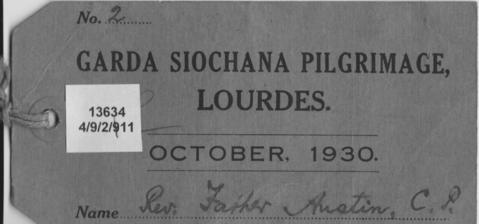 No. 2
GARDA SIOCHANA PILGRIMAGE,
LOURDES.
13634
4/9/2/911
OCTOBER, 1930.
Name Rev. Father Austin, C.P.